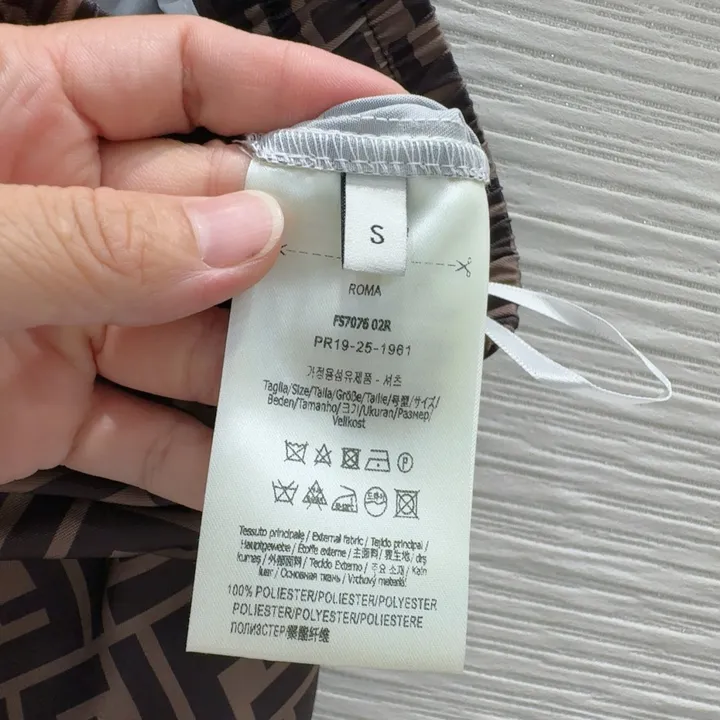 S
ROMA
FS7076 02R
PR19-25-1961
가정용섬유제품 - 셔츠
Taglia/Size/Talla/Größe/Taille/号型/サイズ/
Beden/Tamanho/크기/Ukuran/Размер/
Velikost
P
Tessuto principale / External fabric / Tejido principal /
Hauptgewebe / Étoffe externe / 主面料 / 表生地 / dış
kumaş / 外部面料 / Tecido Externo / 주요 소재 / Kain
luar / Основная ткань / Vrchový materiál
100% POLIESTER/POLIESTER/POLYESTER
POLIESTER/POLYESTER/POLIESTERE
ПОЛИЭСТЕР/聚酯纤维